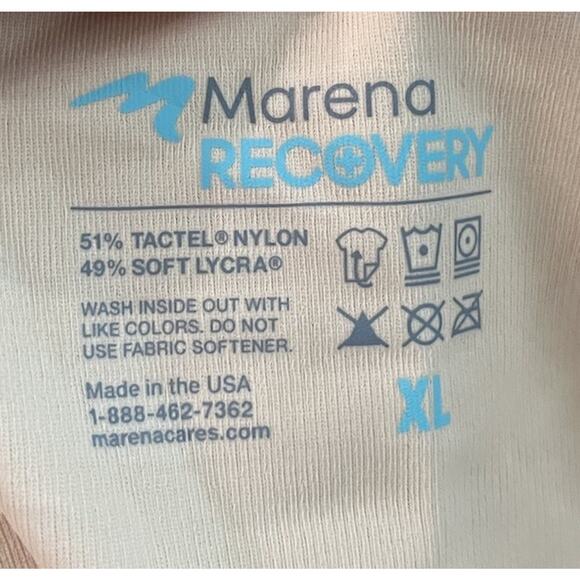 Marena
RECOVERY
51% TACTEL® NYLON
49% SOFT LYCRA®
WASH INSIDE OUT WITH
LIKE COLORS. DO NOT
USE FABRIC SOFTENER.
Made in the USA
1-888-462-7362
marenacares.com
XL